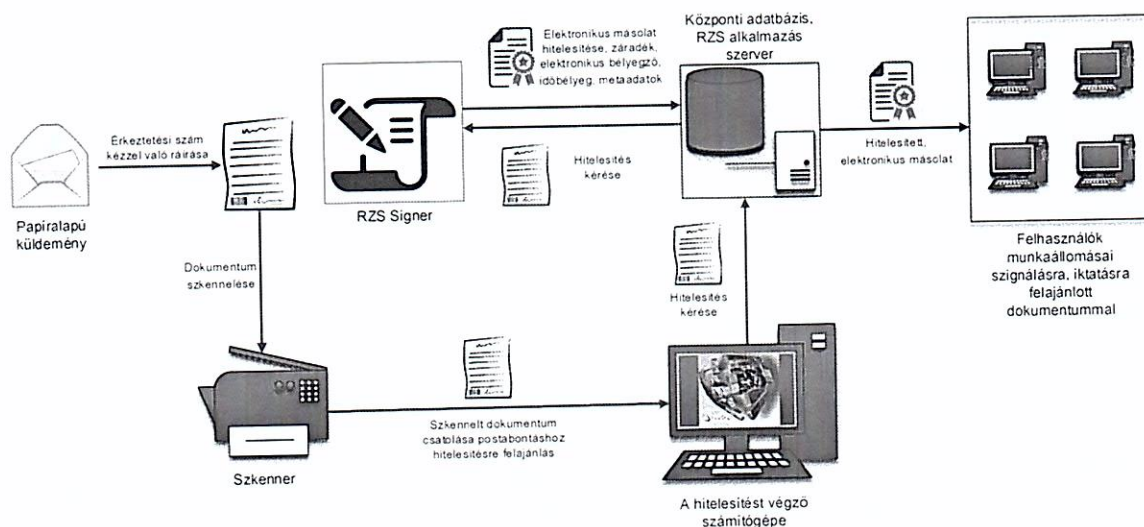 Központi adatbázis,
RZS alkalmazás
szerver
Elektronikus másolat
hitelesítése, záradék,
elektronikus bélyegző,
időbélyeg, metaadatok
Érkeztetési szám
kézzel való ráírása
Hitelesítés
kérése
Hitelesített,
elektronikus másolat
Papíralapú
küldemény
RZS Signer
Felhasználók
munkaállomásai
szignálásra, iktatásra
felajánlott
dokumentummal
Dokumentum
szkennelése
Hitelesítés
kérése
Szkennelt dokumentum
csatolása postabontáshoz
hitelesítésre felajánlás
Szkenner
A hitelesítést végző
számítógépe